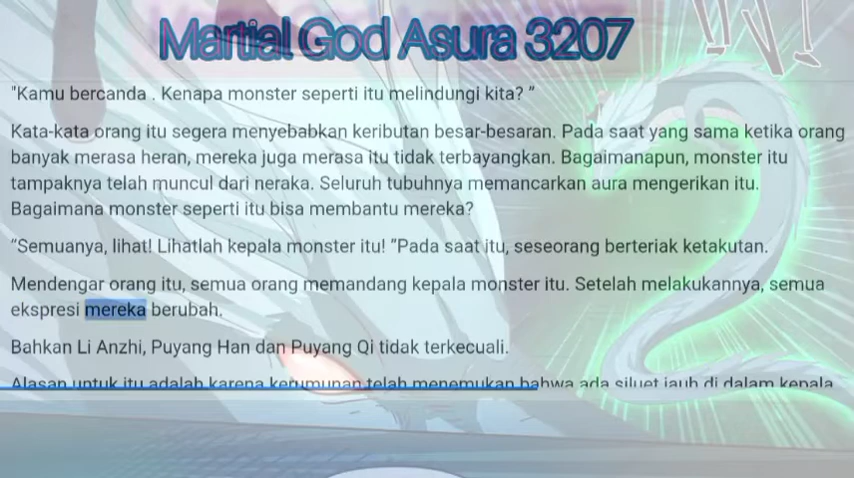 Martial God Asura 3207
"Kamu bercanda . Kenapa monster seperti itu melindungi kita? ”
Kata-kata orang itu segera menyebabkan keributan besar-besaran. Pada saat yang sama ketika orang
banyak merasa heran, mereka juga merasa itu tidak terbayangkan. Bagaimanapun, monster itu
tampaknya telah muncul dari neraka. Seluruh tubuhnya memancarkan aura mengerikan itu.
Bagaimana monster seperti itu bisa membantu mereka?
“Semuanya, lihat! Lihatlah kepala monster itu! ”Pada saat itu, seseorang berteriak ketakutan.
Mendengar orang itu, semua orang memandang kepala monster itu. Setelah melakukannya, semua
ekspresi mereka berubah.
Bahkan Li Anzhi, Puyang Han dan Puyang Qi tidak terkecuali.
Alasan untuk itu adalah karena kerumunan telah menemukan bahwa ada siluet jauh di dalam kepala